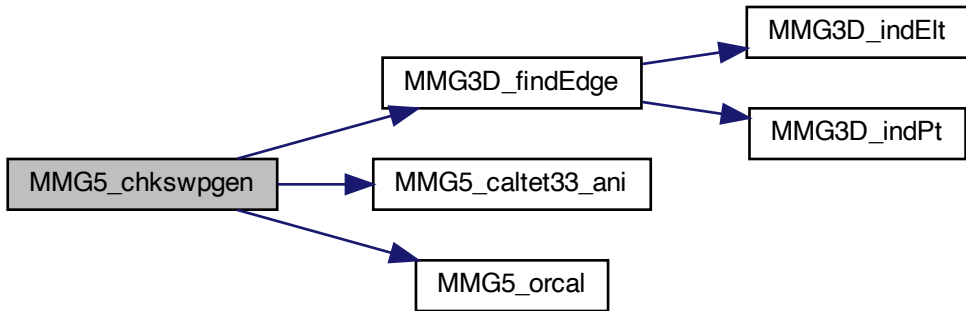 MMG3D_indElt
MMG3D_findEdge
MMG3D_indPt
MMG5_chkswpgen
MMG5_caltet33_ani
MMG5_orcal